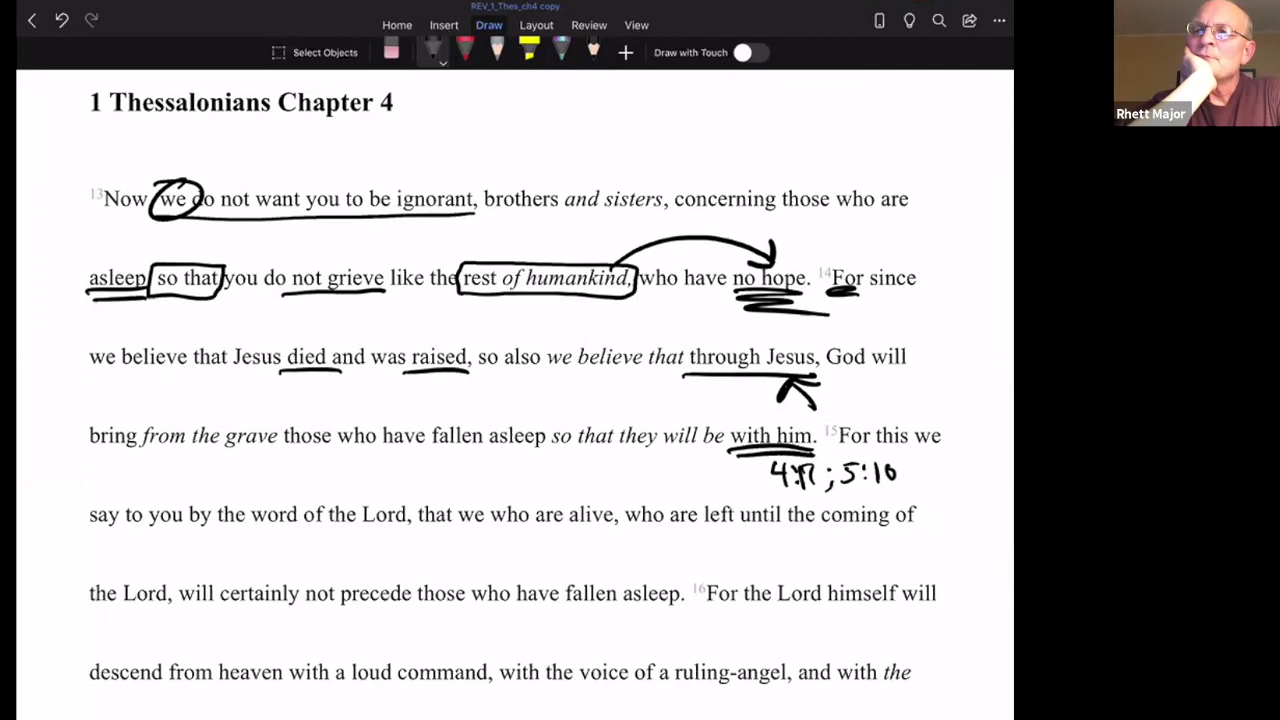 REV_1_Thes_ch4 copy
Home Insert Draw Layout Review View
Select Objects Draw with Touch
Rhett Major
1 Thessalonians Chapter 4
13Now we do not want you to be ignorant, brothers and sisters, concerning those who are
asleep so that you do not grieve like the rest of humankind, who have no hope. 14For since
we believe that Jesus died and was raised, so also we believe that through Jesus, God will
bring from the grave those who have fallen asleep so that they will be with him. 15For this we
4:17 ; 5:10
say to you by the word of the Lord, that we who are alive, who are left until the coming of
the Lord, will certainly not precede those who have fallen asleep. 16For the Lord himself will
descend from heaven with a loud command, with the voice of a ruling-angel, and with the